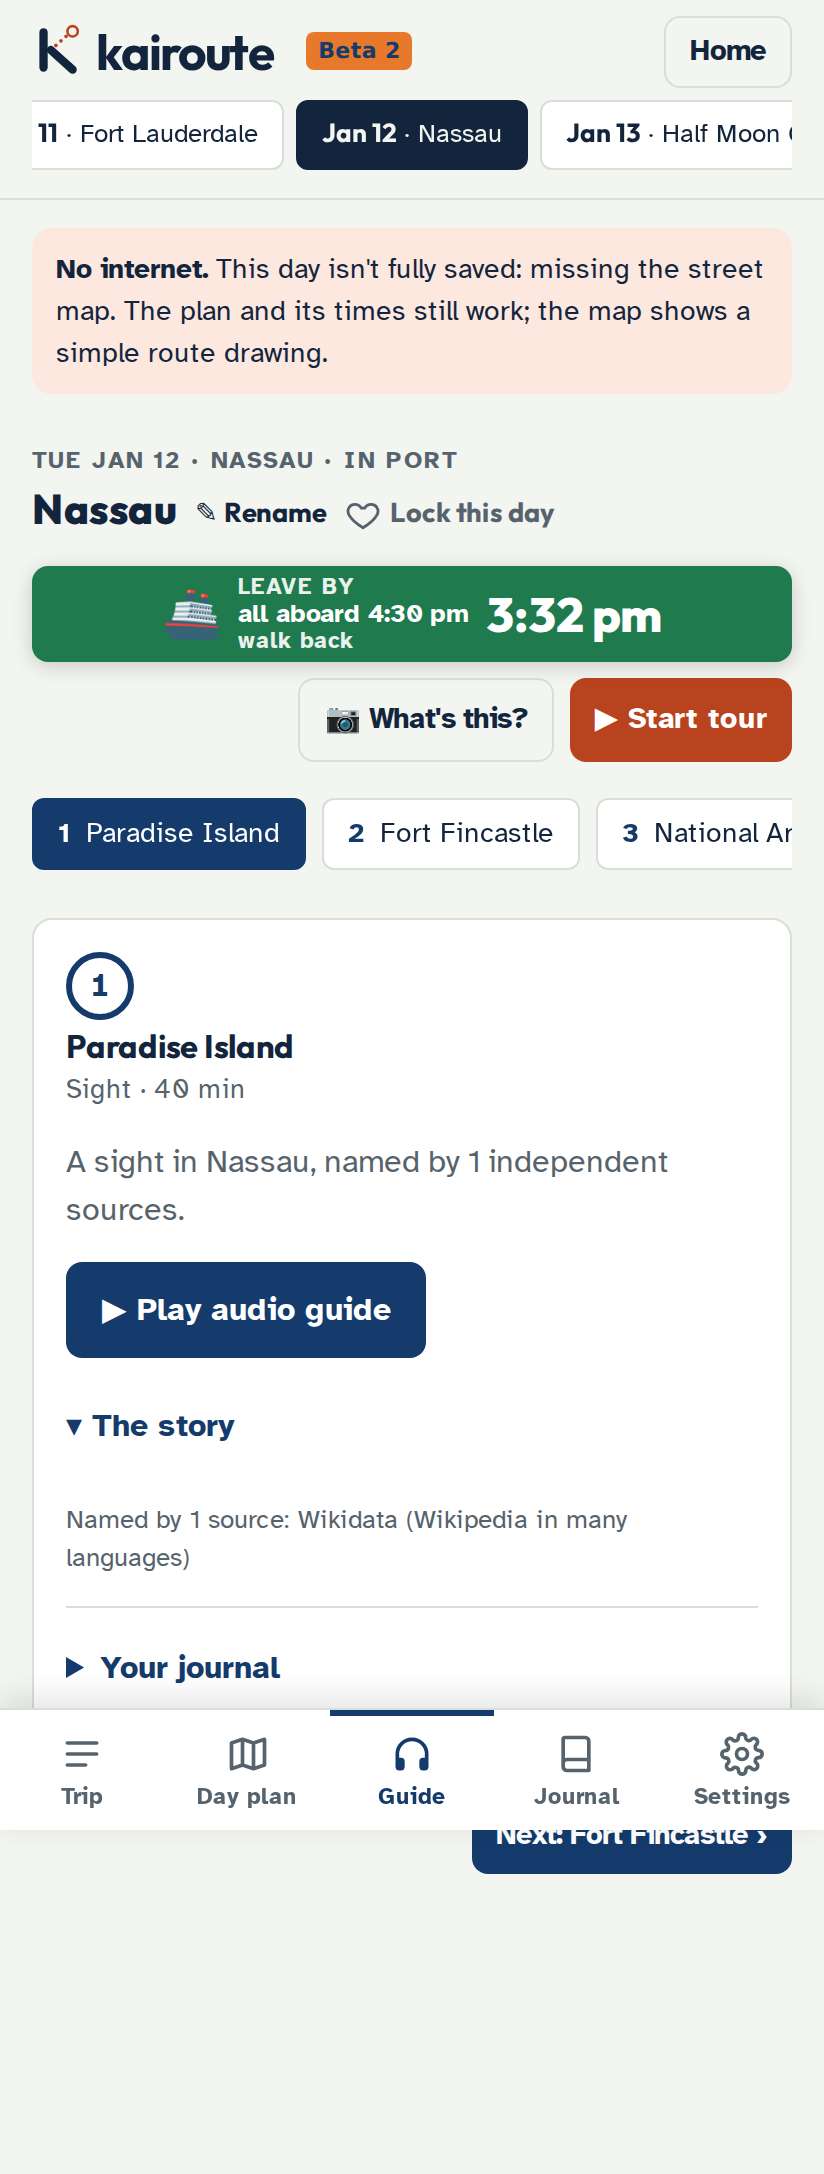 kairoute
Beta 2
Home
11 · Fort Lauderdale
Jan 12 · Nassau
Jan 13 · Half Moon
No internet. This day isn't fully saved: missing the street
map. The plan and its times still work; the map shows a
simple route drawing.
TUE JAN 12 · NASSAU · IN PORT
Nassau ✎ Rename Lock this day
LEAVE BY
all aboard 4:30 pm
walk back
3:32 pm
What's this?
▶ Start tour
1 Paradise Island
2 Fort Fincastle
3 National Ar
1
Paradise Island
Sight · 40 min
A sight in Nassau, named by 1 independent
sources.
▶ Play audio guide
▾ The story
Named by 1 source: Wikidata (Wikipedia in many
languages)
▶ Your journal
Trip
Day plan
Guide
Journal
Settings
Next: Fort Fincastle ›